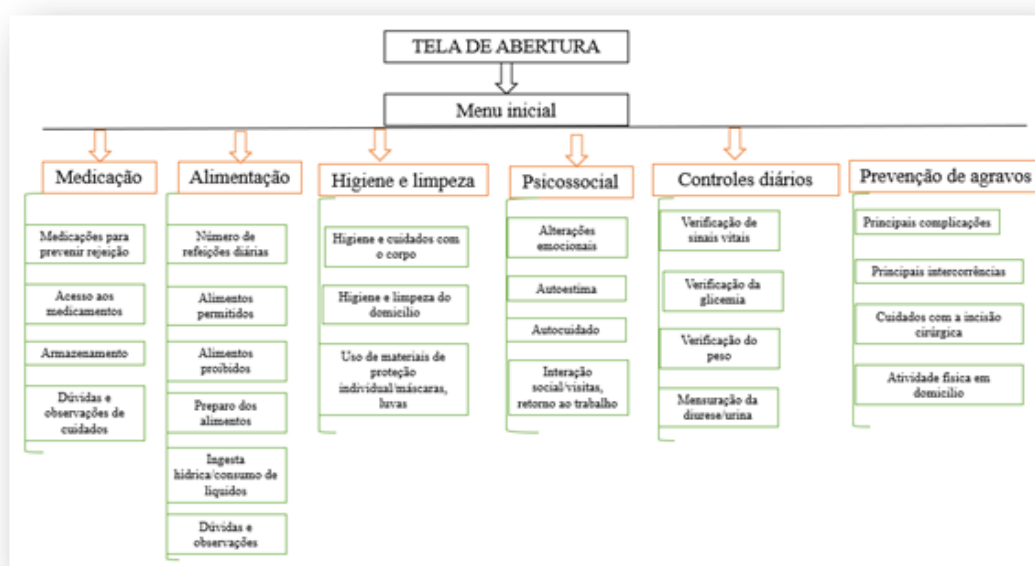 TELA DE ABERTURA
Menu inicial
Medicação
Medicações para
prevenir rejeição
Acesso aos
medicamentos
Armazenamento
Dúvidas e
observações de
cuidados
Alimentação
Número de
refeições diárias
Alimentos
permitidos
Alimentos
proibidos
Preparo dos
alimentos
Ingesta
hídrica/consumo de
líquidos
Dúvidas e
observações
Higiene e limpeza
Higiene e cuidados com
o corpo
Higiene e limpeza do
domicílio
Uso de materiais de
proteção
individual/máscaras,
luvas
Psicossocial
Alterações
emocionais
Autoestima
Autocuidado
Interação
social/visitas,
retorno ao trabalho
Controles diários
Verificação de
sinais vitais
Verificação da
glicemia
Verificação do
peso
Mensuração da
diurese/urina
Prevenção de agravos
Principais complicações
Principais intercorrências
Cuidados com a incisão
cirúrgica
Atividade física em
domicílio